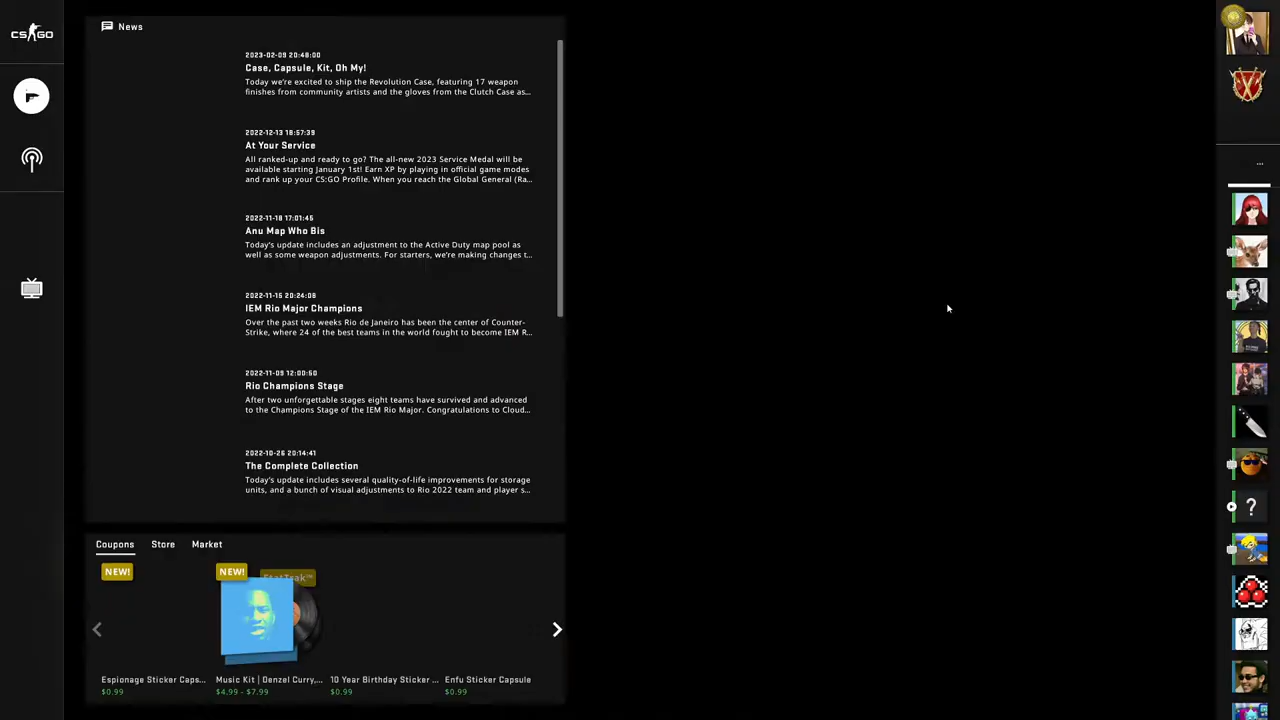 CS GO
News
2023-02-09 20:48:00
Case, Capsule, Kit, Oh My!
Today we're excited to ship the Revolution Case, featuring 17 weapon
finishes from community artists and the gloves from the Clutch Case as...
2022-12-13 18:57:39
At Your Service
All ranked-up and ready to go? The all-new 2023 Service Medal will be
available starting January 1st! Earn XP by playing in official game modes
and rank up your CS:GO Profile. When you reach the Global General (Ra...
2022-11-18 17:01:45
Anu Map Who Bis
Today's update includes an adjustment to the Active Duty map pool as
well as some weapon adjustments. For starters, we're making changes t...
2022-11-15 20:24:08
IEM Rio Major Champions
Over the past two weeks Rio de Janeiro has been the center of Counter-
Strike, where 24 of the best teams in the world fought to become IEM R...
2022-11-09 12:00:50
Rio Champions Stage
After two unforgettable stages eight teams have survived and advanced
to the Champions Stage of the IEM Rio Major. Congratulations to Cloud...
2022-10-26 20:14:41
The Complete Collection
Today's update includes several quality-of-life improvements for storage
units, and a bunch of visual adjustments to Rio 2022 team and player s...
Coupons Store Market
NEW! NEW! StatTrak™
Espionage Sticker Caps... Music Kit | Denzel Curry,... 10 Year Birthday Sticker ... Enfu Sticker Capsule
$0.99 $4.99 - $7.99 $0.99 $0.99
...
?